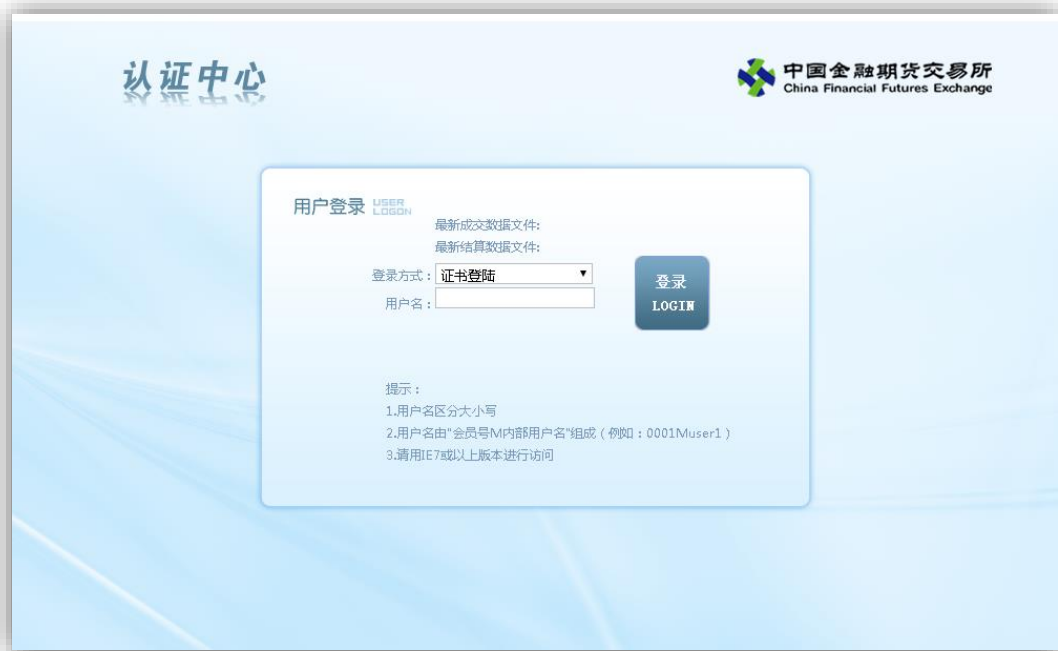 认证中心
中国金融期货交易所
China Financial Futures Exchange
用户登录 USER LOGON
最新成交数据文件:
最新结算数据文件:
登录方式： 证书登陆
用户名：
登录
LOGIN
提示：
1.用户名区分大小写
2.用户名由"会员号M内部用户名"组成（例如：0001Muser1）
3.请用IE7或以上版本进行访问